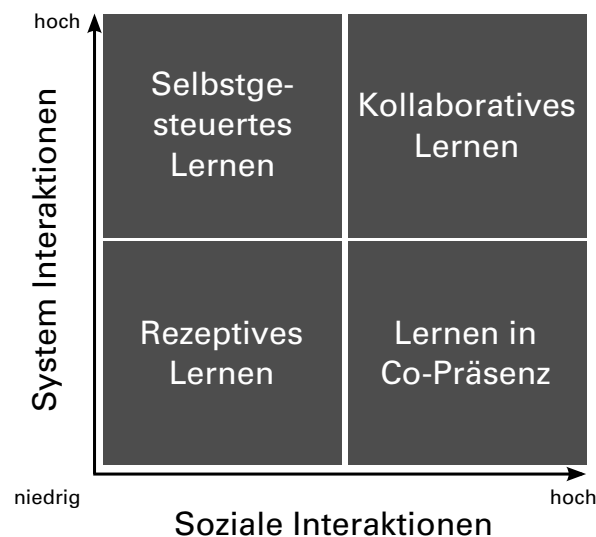 hoch
System Interaktionen
Selbstge-
steuertes
Lernen
Kollaboratives
Lernen
Rezeptives
Lernen
Lernen in
Co-Präsenz
niedrig
hoch
Soziale Interaktionen